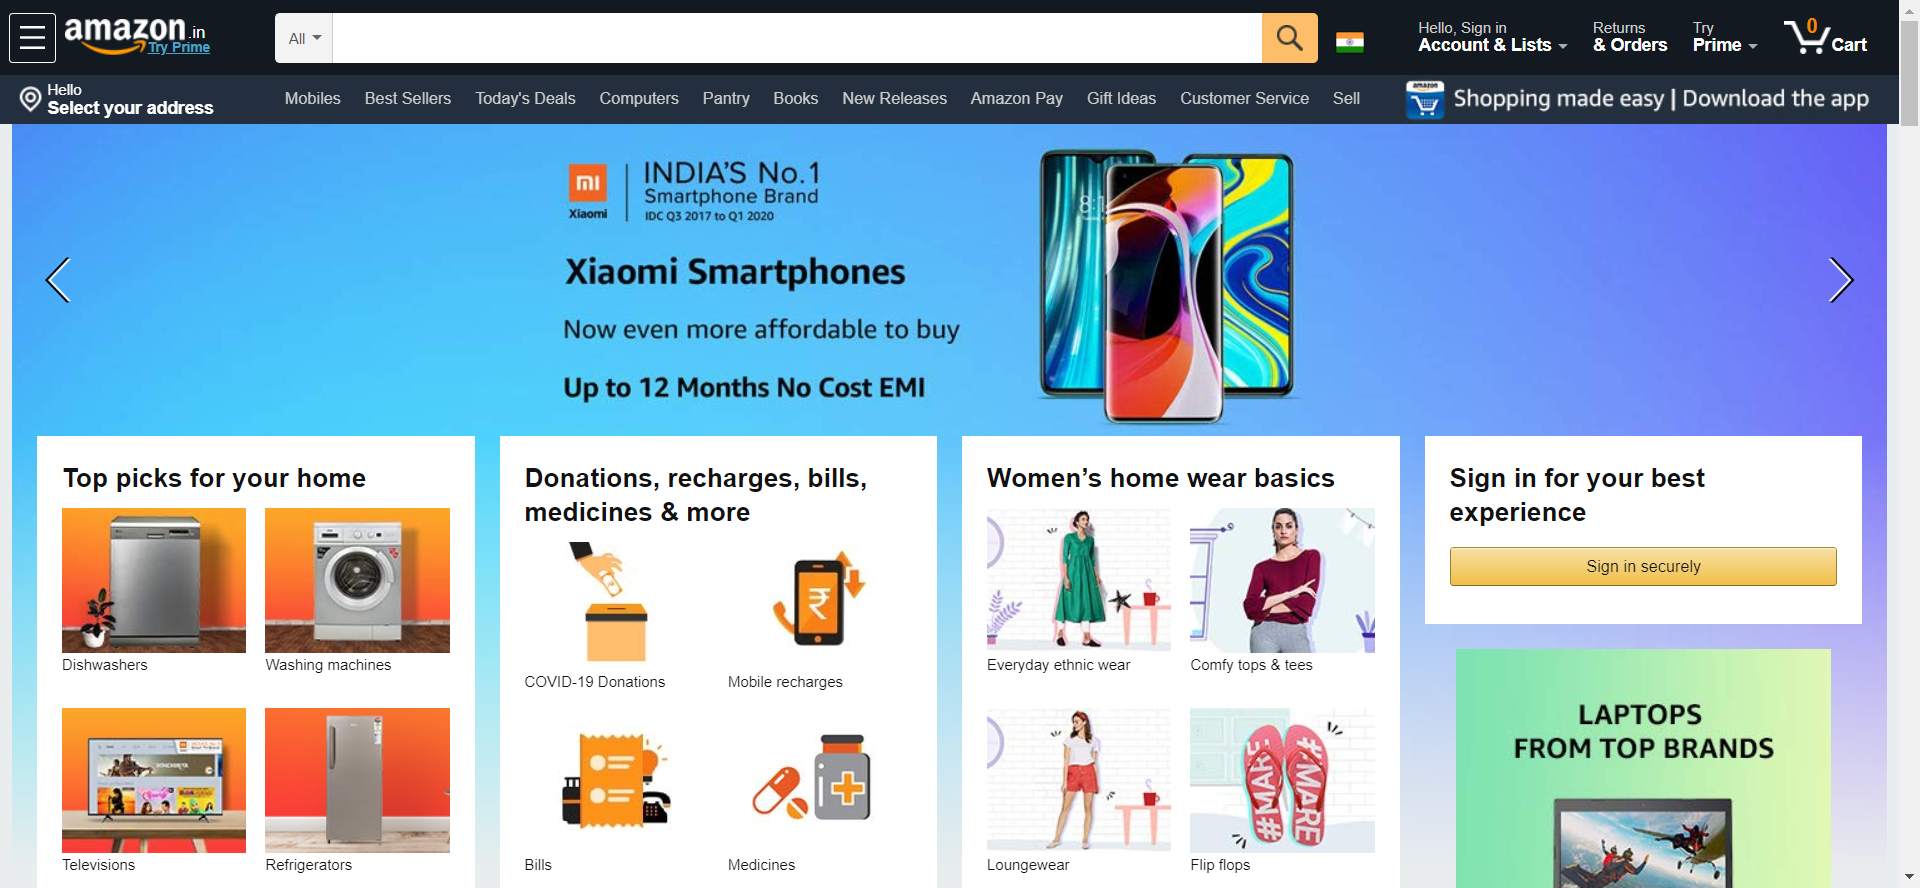 amazon.in
Try Prime
All
Hello, Sign in
Account & Lists
Returns
& Orders
Try
Prime
0
Cart
Hello
Select your address
Mobiles
Best Sellers
Today's Deals
Computers
Pantry
Books
New Releases
Amazon Pay
Gift Ideas
Customer Service
Sell
amazon
Shopping made easy | Download the app
mi
Xiaomi
INDIA'S No.1
Smartphone Brand
IDC Q3 2017 to Q1 2020
Xiaomi Smartphones
Now even more affordable to buy
Up to 12 Months No Cost EMI
Top picks for your home
Dishwashers
Washing machines
Televisions
Refrigerators
Donations, recharges, bills,
medicines & more
COVID-19 Donations
Mobile recharges
₹
Bills
Medicines
Women’s home wear basics
Everyday ethnic wear
Comfy tops & tees
Loungewear
#MARE
#MARE
Flip flops
Sign in for your best
experience
Sign in securely
LAPTOPS
FROM TOP BRANDS